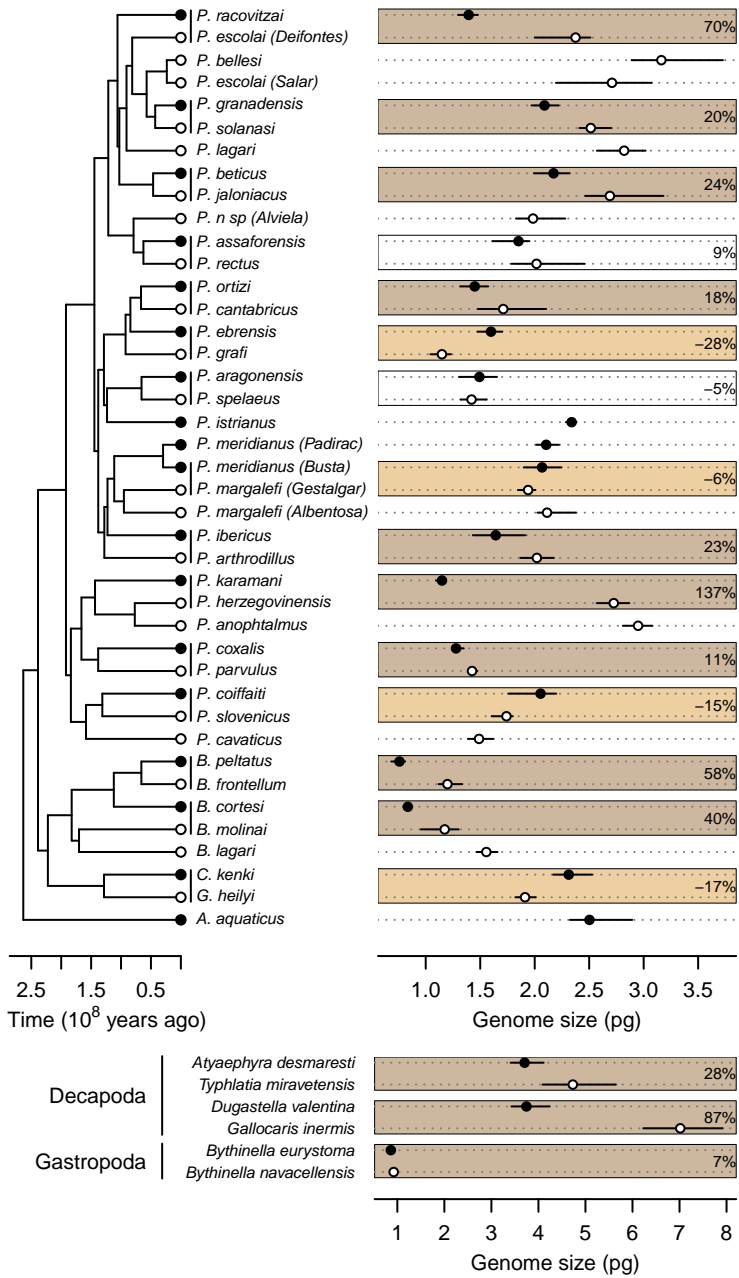 P. racovitzai
P. escolai (Deifontes)
70%
P. bellesi
P. escolai (Salar)
P. granadensis
P. solanasi
20%
P. lagari
P. beticus
P. jaloniacus
24%
P. n sp (Alviela)
P. assaforensis
P. rectus
9%
P. ortizi
P. cantabricus
18%
P. ebrensis
P. grafi
−28%
P. aragonensis
P. spelaeus
−5%
P. istrianus
P. meridianus (Padirac)
P. meridianus (Busta)
P. margalefi (Gestalgar)
−6%
P. margalefi (Albentosa)
P. ibericus
P. arthrodillus
23%
P. karamani
P. herzegovinensis
137%
P. anophtalmus
P. coxalis
P. parvulus
11%
P. coiffaiti
P. slovenicus
−15%
P. cavaticus
B. peltatus
B. frontellum
58%
B. cortesi
B. molinai
40%
B. lagari
C. kenki
G. heilyi
−17%
A. aquaticus
2.5 1.5 0.5
Time (10⁸ years ago)
1.0 1.5 2.0 2.5 3.0 3.5
Genome size (pg)
Decapoda
Atyaephyra desmaresti
Typhlatia miravetensis
28%
Dugastella valentina
Gallocaris inermis
87%
Gastropoda
Bythinella eurystoma
Bythinella navacellensis
7%
1 2 3 4 5 6 7 8
Genome size (pg)